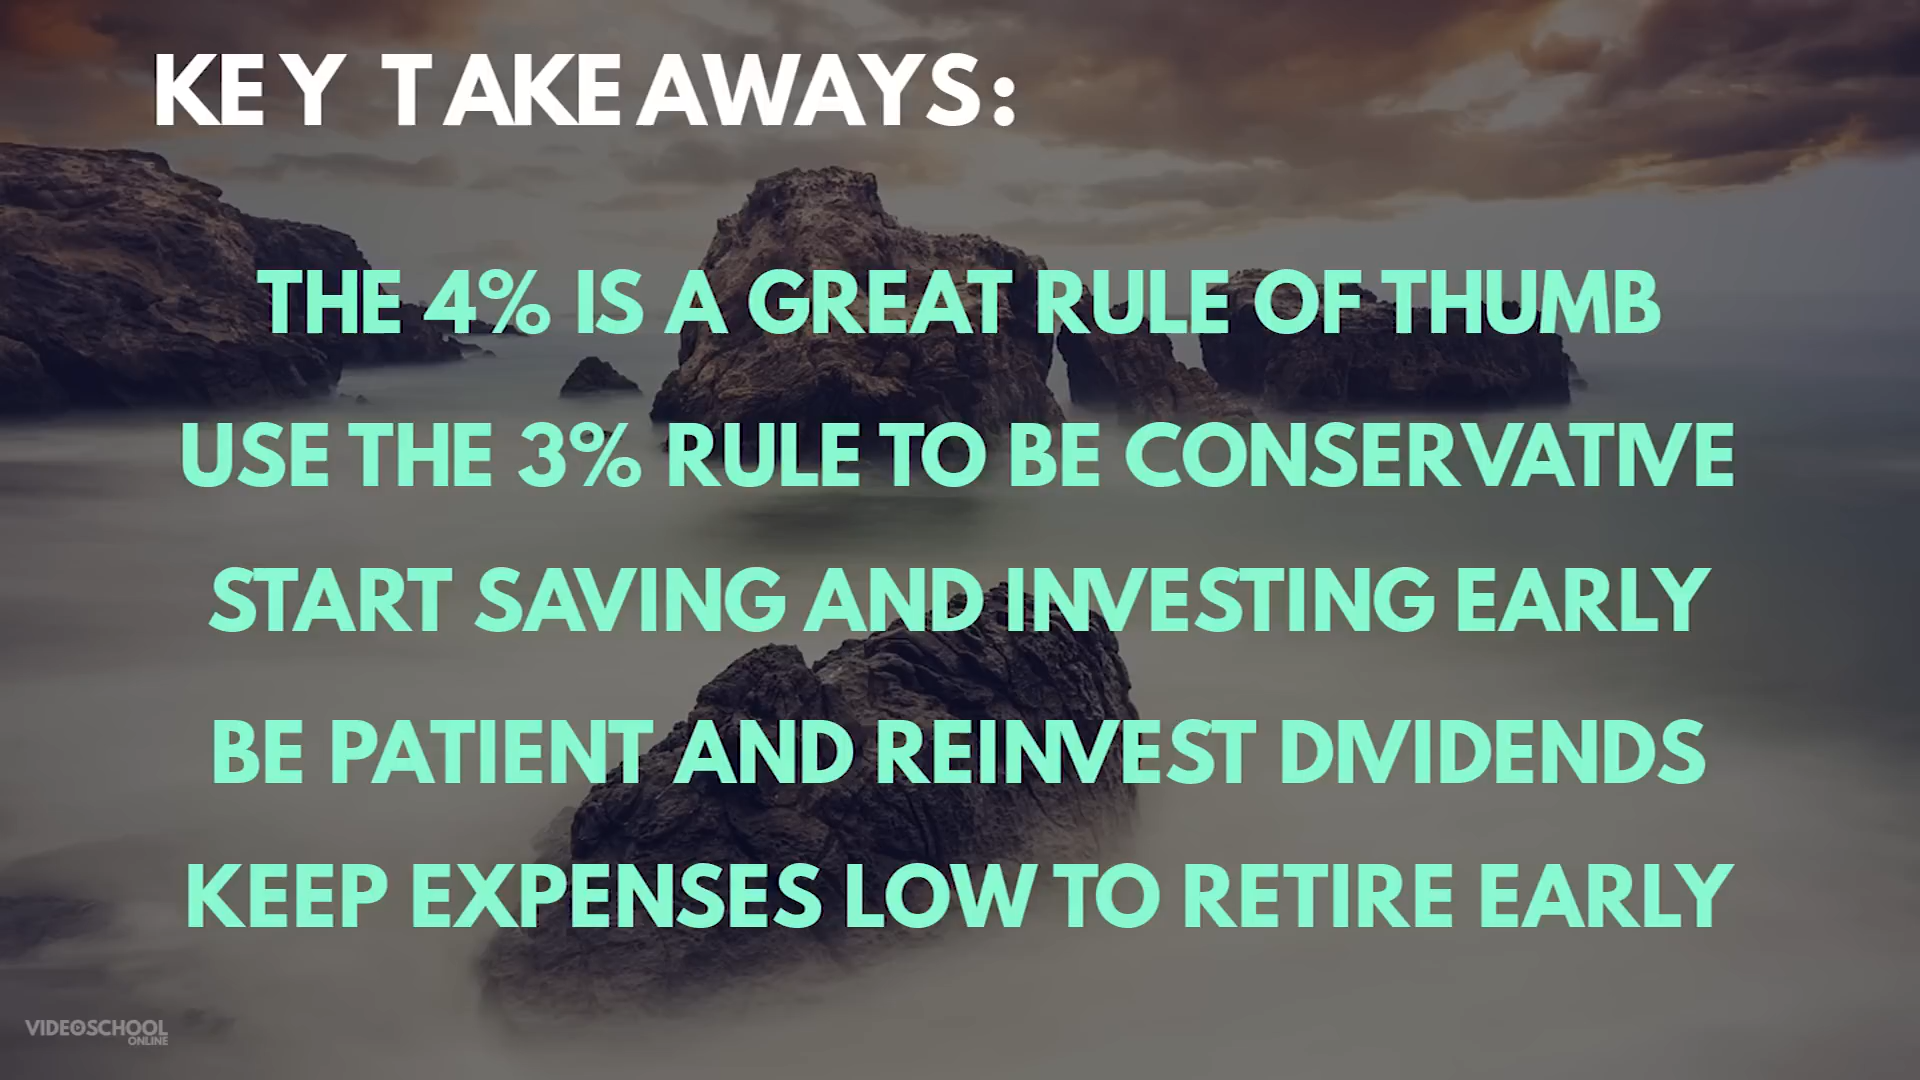 KEY TAKEAWAYS:
THE 4% IS A GREAT RULE OF THUMB
USE THE 3% RULE TO BE CONSERVATIVE
START SAVING AND INVESTING EARLY
BE PATIENT AND REINVEST DIVIDENDS
KEEP EXPENSES LOW TO RETIRE EARLY
VIDEOSCHOOL
ONLINE